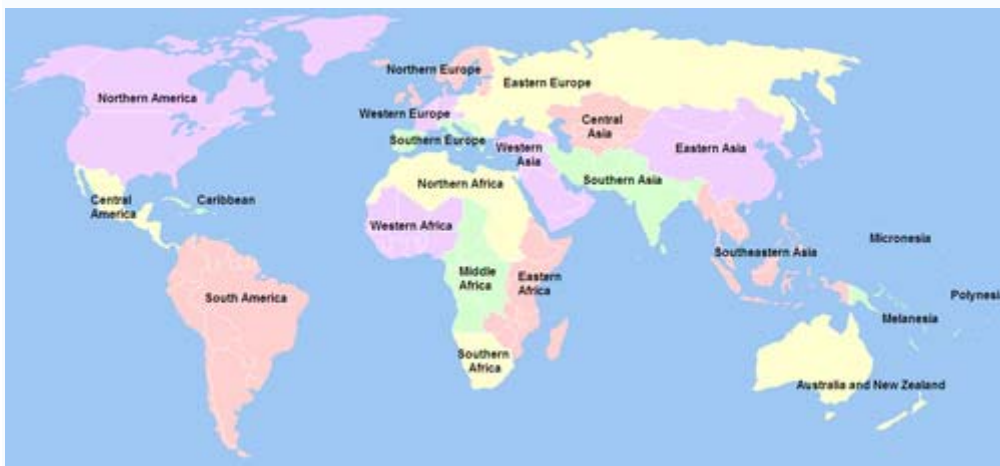 Northern Europe
Eastern Europe
Northern America
Western Europe
Central
Asia
Southern Europe
Western
Asia
Eastern Asia
Northern Africa
Southern Asia
Central
America
Caribbean
Western Africa
Micronesia
Southeastern Asia
Middle
Africa
Eastern
Africa
South America
Polynesi
Melanesia
Southern
Africa
Australia and New Zealand